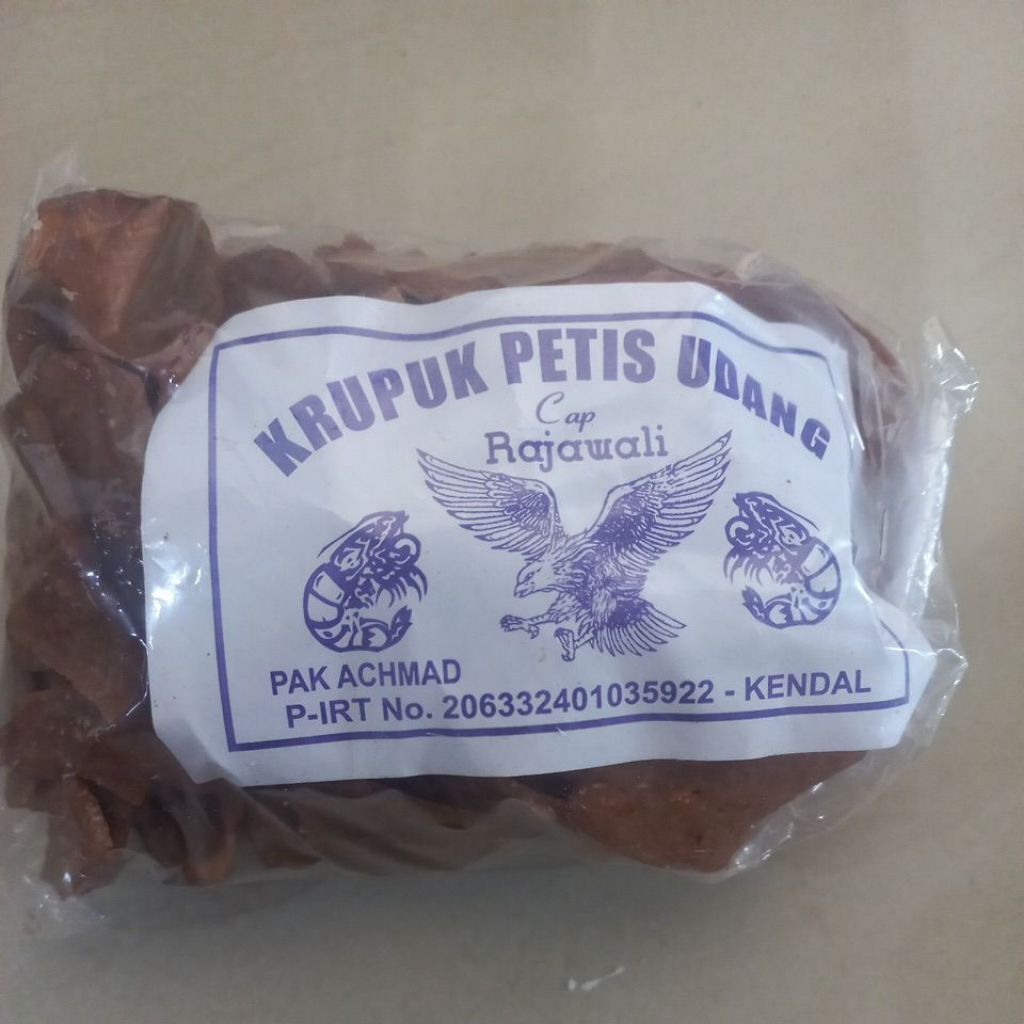 KRUPUK PETIS UDANG
Cap
Rajawali
PAK ACHMAD
P-IRT No. 206332401035922 - KENDAL